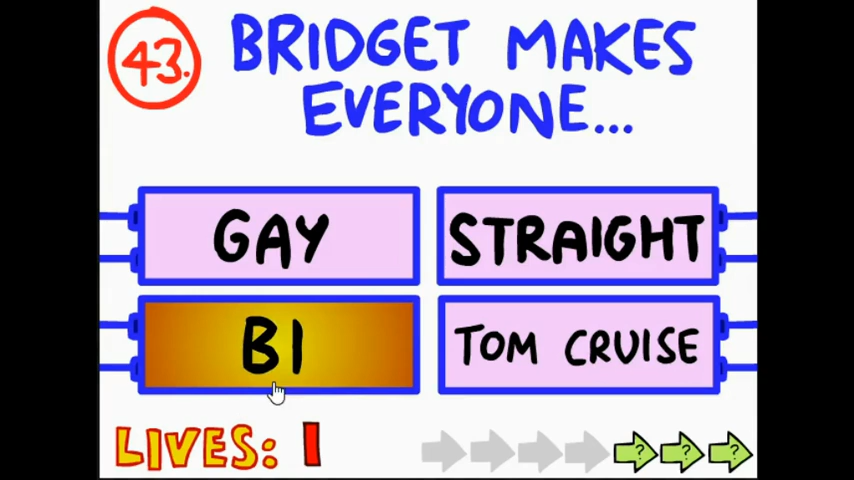 43.
BRIDGET MAKES
EVERYONE...
GAY
STRAIGHT
BI
TOM CRUISE
LIVES: 1
? ? ?